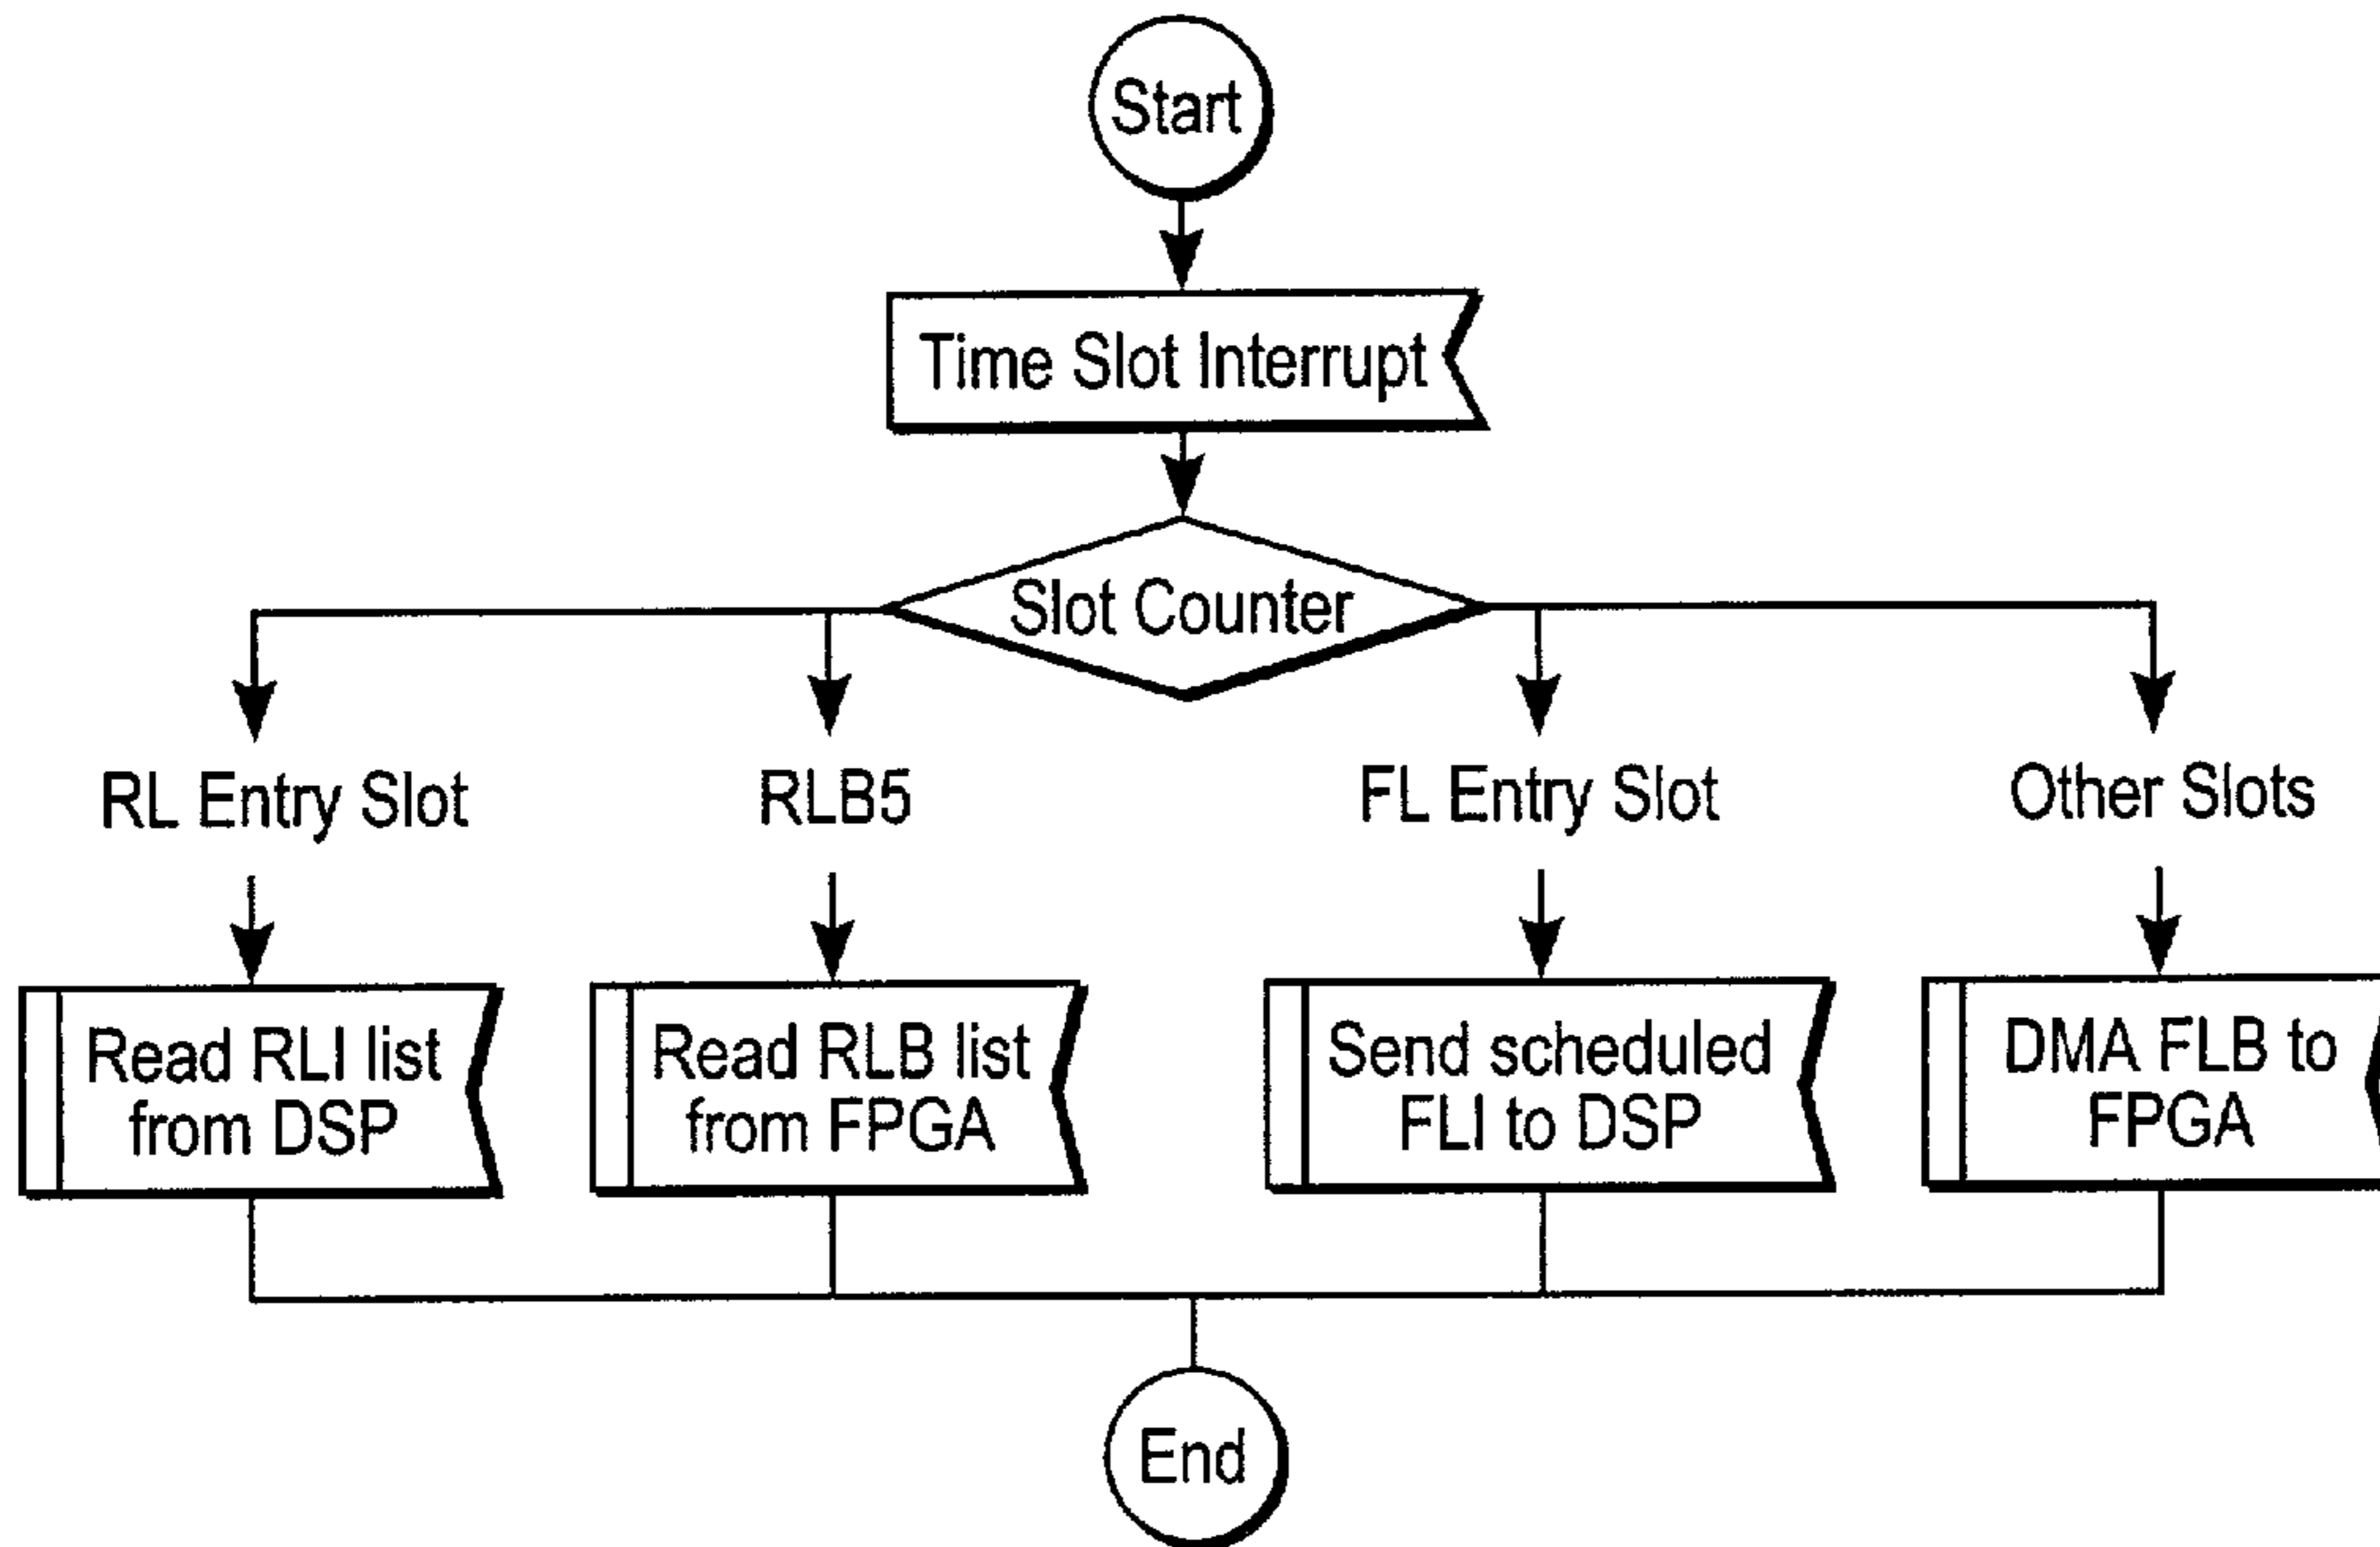 Start
Time Slot Interrupt
Slot Counter
RL Entry Slot
RLB5
FL Entry Slot
Other Slots
Read RLI list
from DSP
Read RLB list
from FPGA
Send scheduled
FLI to DSP
DMA FLB to
FPGA
End